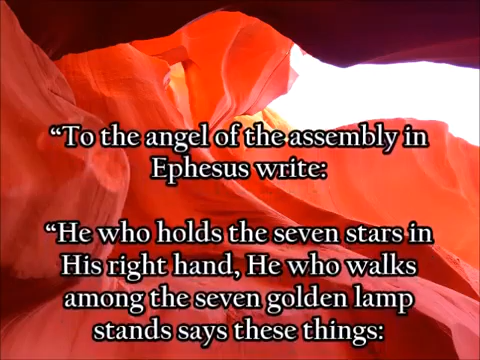 “To the angel of the assembly in
Ephesus write:
“He who holds the seven stars in
His right hand, He who walks
among the seven golden lamp
stands says these things: